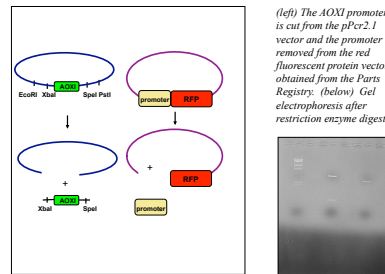 AOXI
EcoRI XbaI SpeI PstI
promoter RFP
+
+
AOXI
XbaI SpeI
RFP
promoter
(left) The AOXI promoter
is cut from the pPcr2.1
vector and the promoter
removed from the red
fluorescent protein vector
obtained from the Parts
Registry. (below) Gel
electrophoresis after
restriction enzyme digest